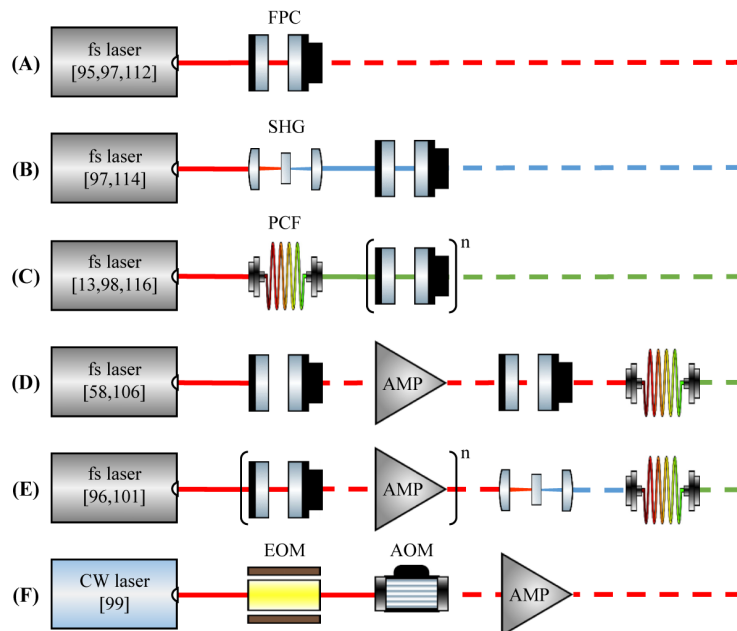 FPC
(A)
fs laser
[95,97,112]
SHG
(B)
fs laser
[97,114]
PCF
(C)
fs laser
[13,98,116]
n
(D)
fs laser
[58,106]
AMP
(E)
fs laser
[96,101]
AMP
n
EOM
AOM
(F)
CW laser
[99]
AMP